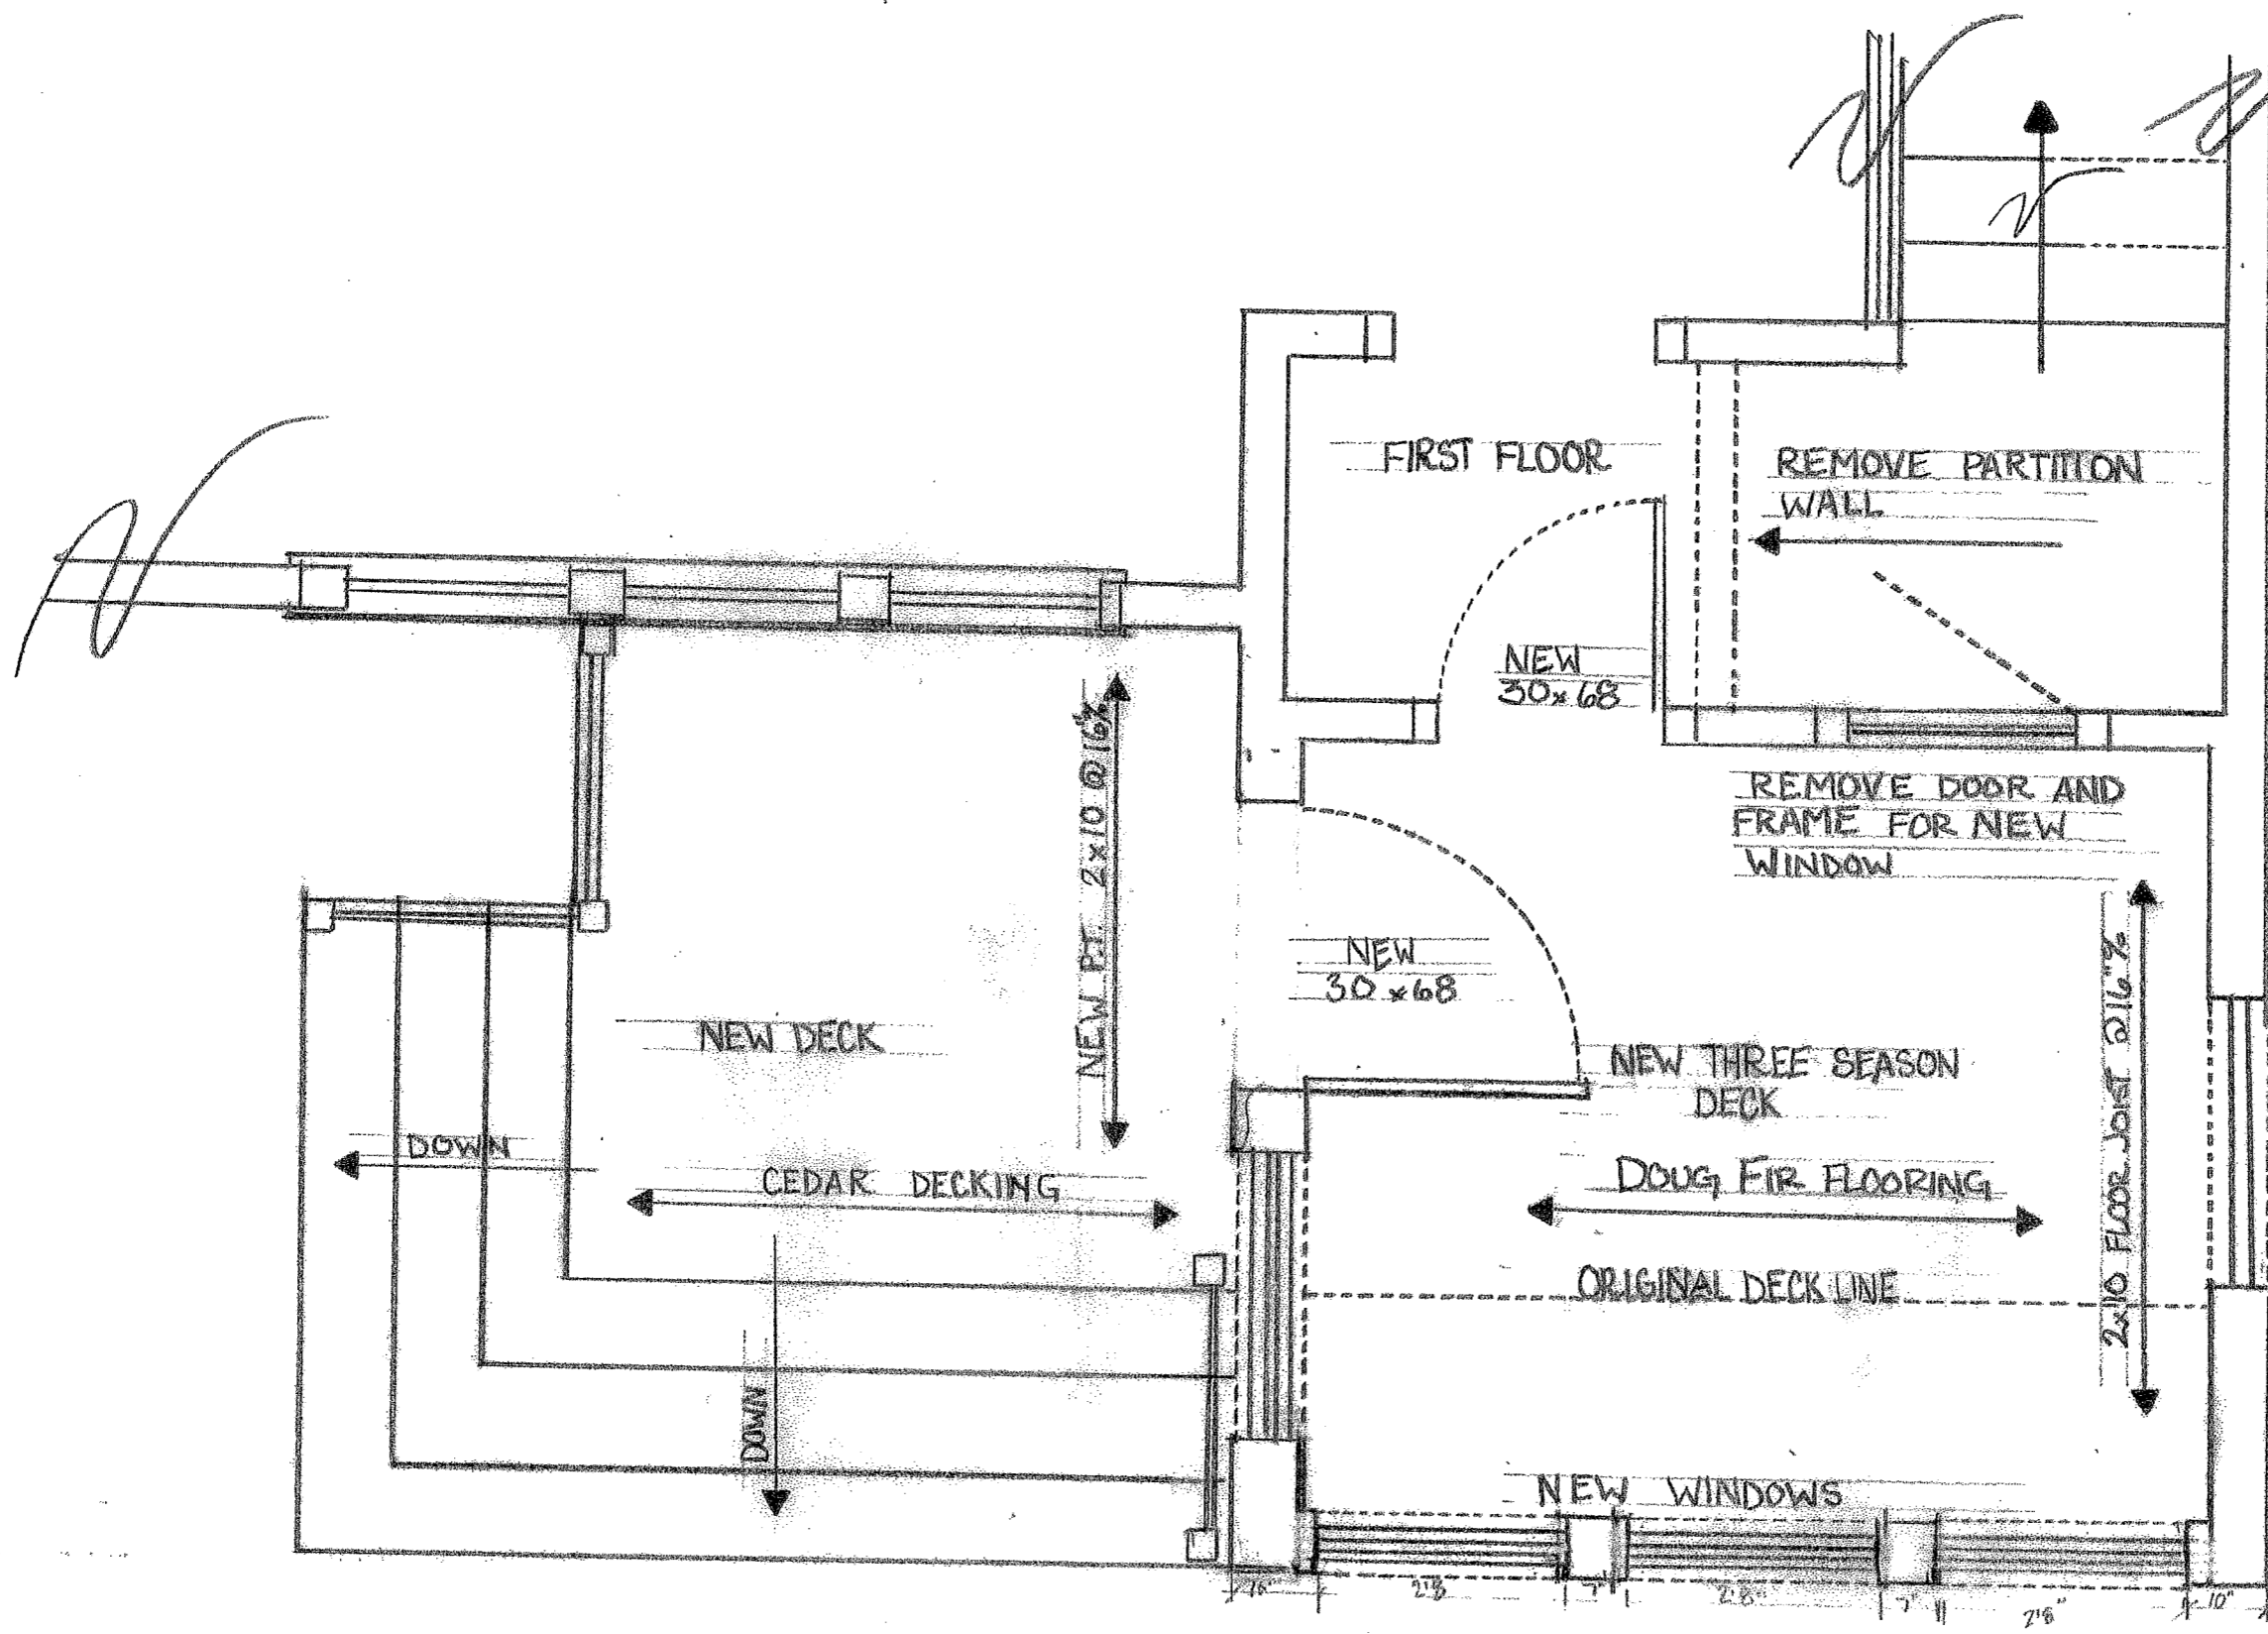 FIRST FLOOR
REMOVE PARTITION
WALL
NEW
30x68
NEW P.T. 2x10 @ 16"%
REMOVE DOOR AND
FRAME FOR NEW
WINDOW
NEW
30x68
NEW DECK
NEW THREE SEASON
DECK
DOWN
CEDAR DECKING
DOUG FIR FLOORING
2x10 FLOOR JOIST @ 16"%
ORIGINAL DECK LINE
DOWN
NEW WINDOWS
2'8
7"
2'8"
7"
2'8"
10"